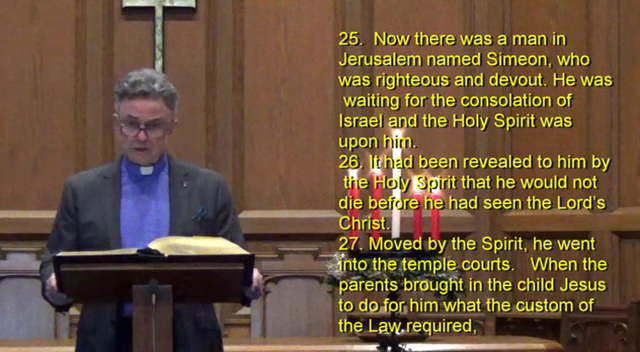 25.  Now there was a man in
Jerusalem named Simeon, who
was righteous and devout. He was
waiting for the consolation of
Israel and the Holy Spirit was
upon him.
26. It had been revealed to him by
the Holy Spirit that he would not
die before he had seen the Lord's
Christ.
27. Moved by the Spirit, he went
into the temple courts.   When the
parents brought in the child Jesus
to do for him what the custom of
the Law required,